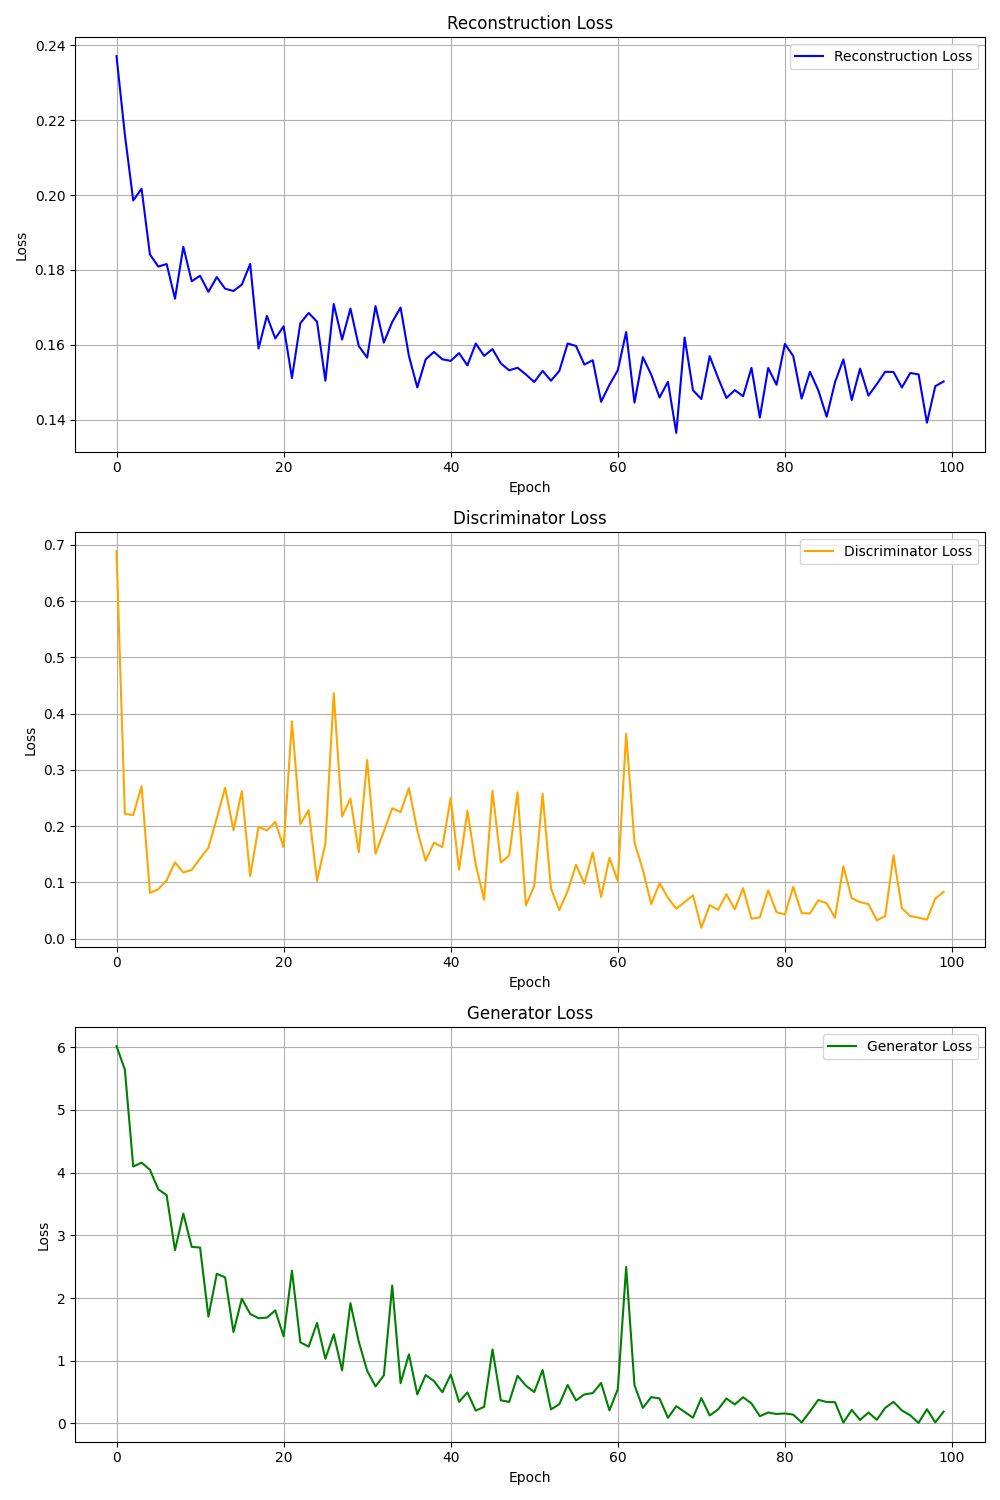 Reconstruction Loss
Reconstruction Loss
0.24
0.22
0.20
0.18
0.16
0.14
Loss
0 20 40 60 80 100
Epoch
Discriminator Loss
Discriminator Loss
0.7
0.6
0.5
0.4
0.3
0.2
0.1
0.0
Loss
0 20 40 60 80 100
Epoch
Generator Loss
Generator Loss
6
5
4
3
2
1
0
Loss
0 20 40 60 80 100
Epoch